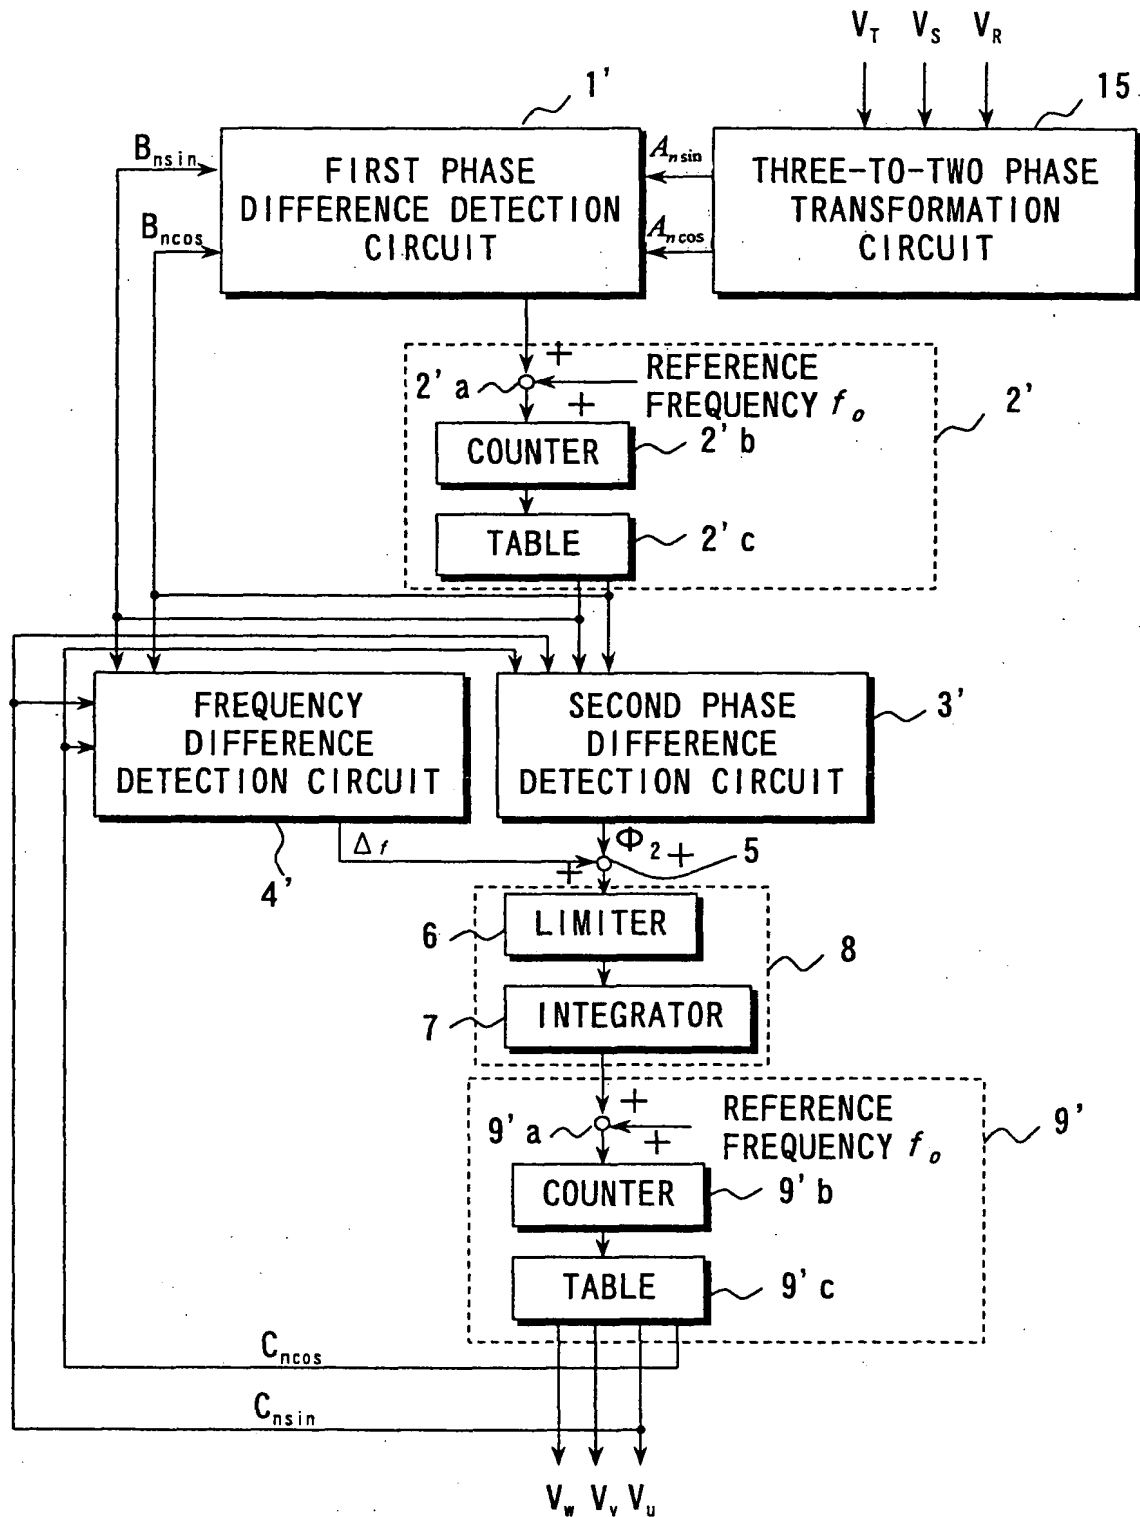 V_T V_S V_R
1'
15
B_nsin
FIRST PHASE
DIFFERENCE DETECTION
CIRCUIT
A_nsin
THREE-TO-TWO PHASE
TRANSFORMATION
CIRCUIT
B_ncos
A_ncos
+
REFERENCE
FREQUENCY f_o
2'a
+
2'
COUNTER
2'b
TABLE
2'c
FREQUENCY
DIFFERENCE
DETECTION CIRCUIT
SECOND PHASE
DIFFERENCE
DETECTION CIRCUIT
3'
4'
Δf
Φ_2 +
5
+
6
LIMITER
8
7
INTEGRATOR
+
REFERENCE
FREQUENCY f_o
9'a
+
9'
COUNTER
9'b
TABLE
9'c
C_ncos
C_nsin
V_w V_v V_u